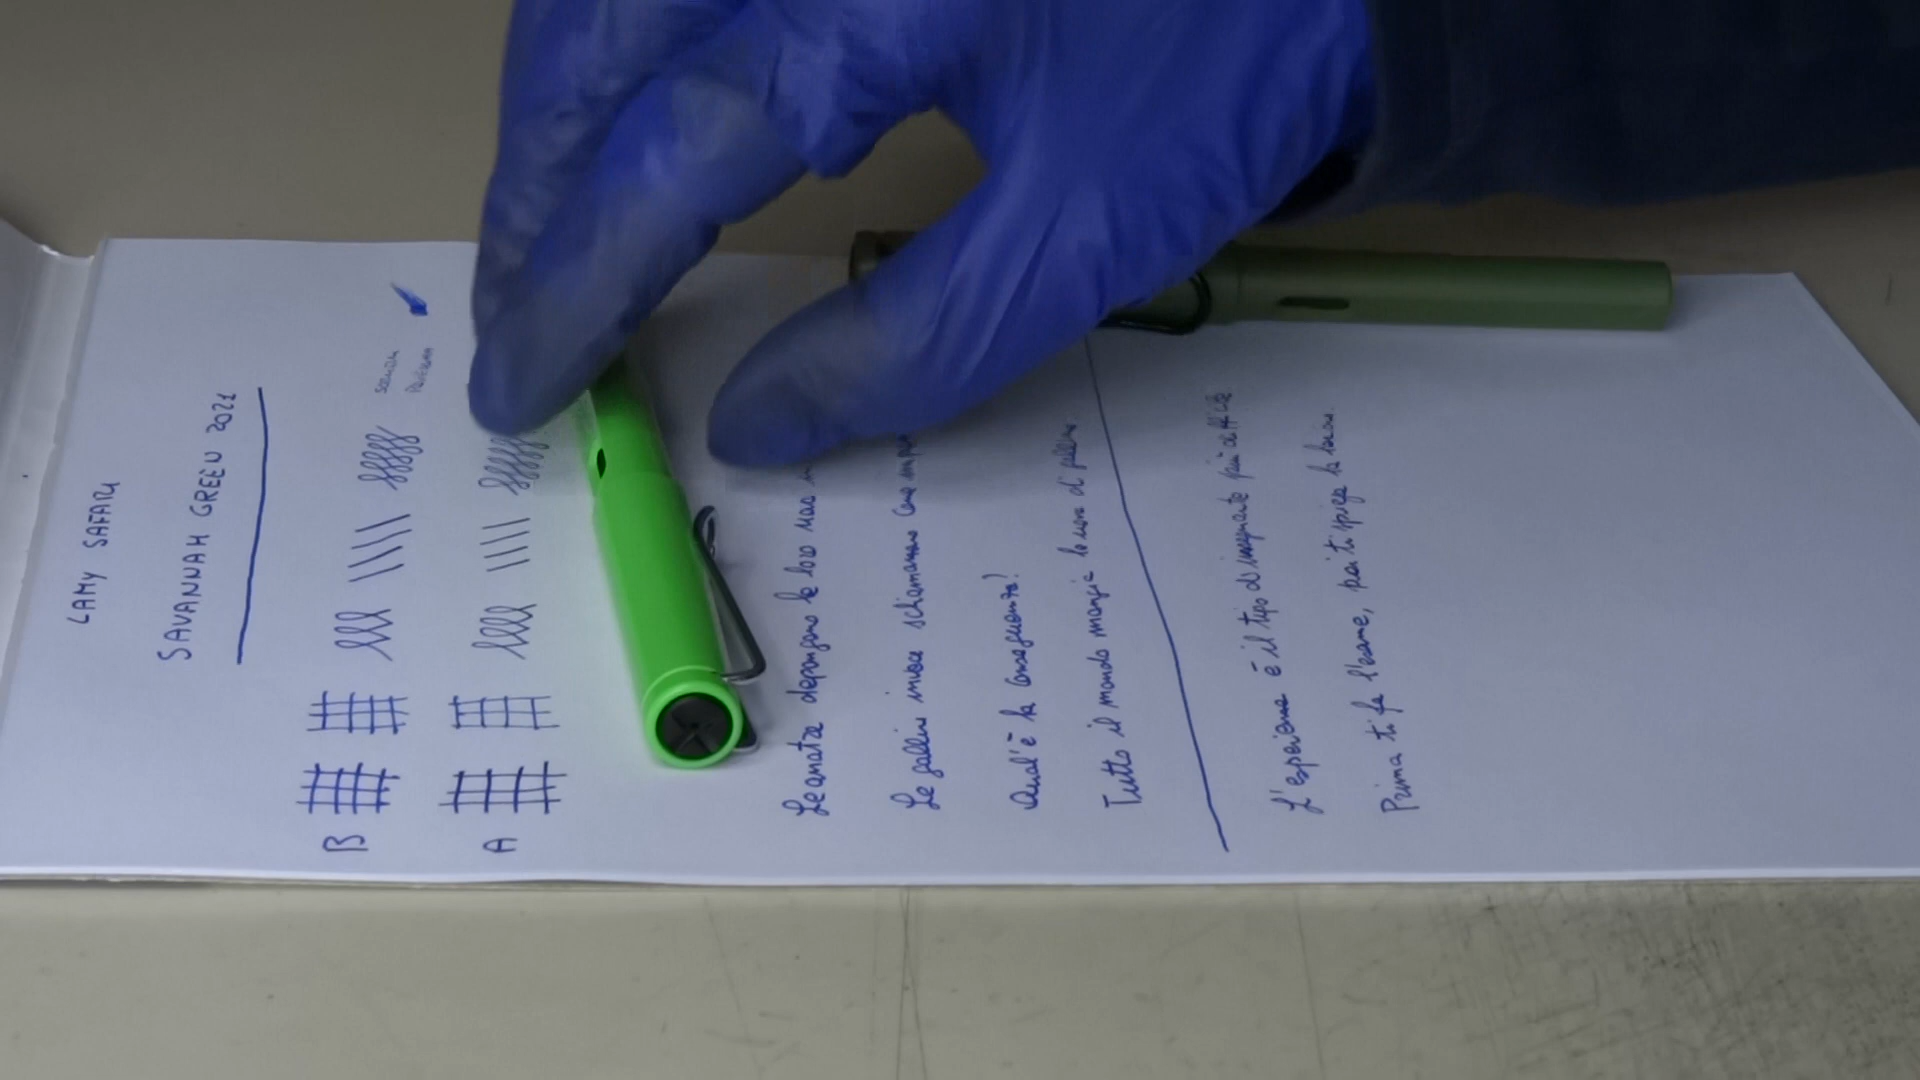 LAMY SAFARI
SAVANNAH GREEN 2021
B
A
Le anatre depongono le loro uova in
Le galline invece schiamazzano come
Qual'è la conseguenza?
Tutto il mondo mangia le uova di gallina.
L'esperienza è il tipo di insegnante più difficile
Prima ti fa l'esame, poi ti spiega la lezione.